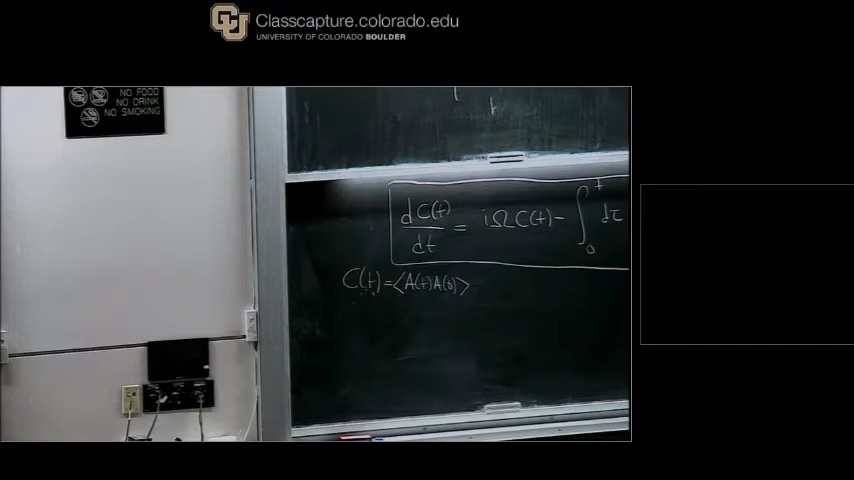 Classcapture.colorado.edu
UNIVERSITY OF COLORADO BOULDER
NO FOOD
NO DRINK
NO SMOKING
t
dC(t)/dt = iΩC(t) - ∫₀ᵗ dτ
C(t) = <A(t)A(0)>